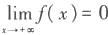 lim f(x)=0
x→+∞